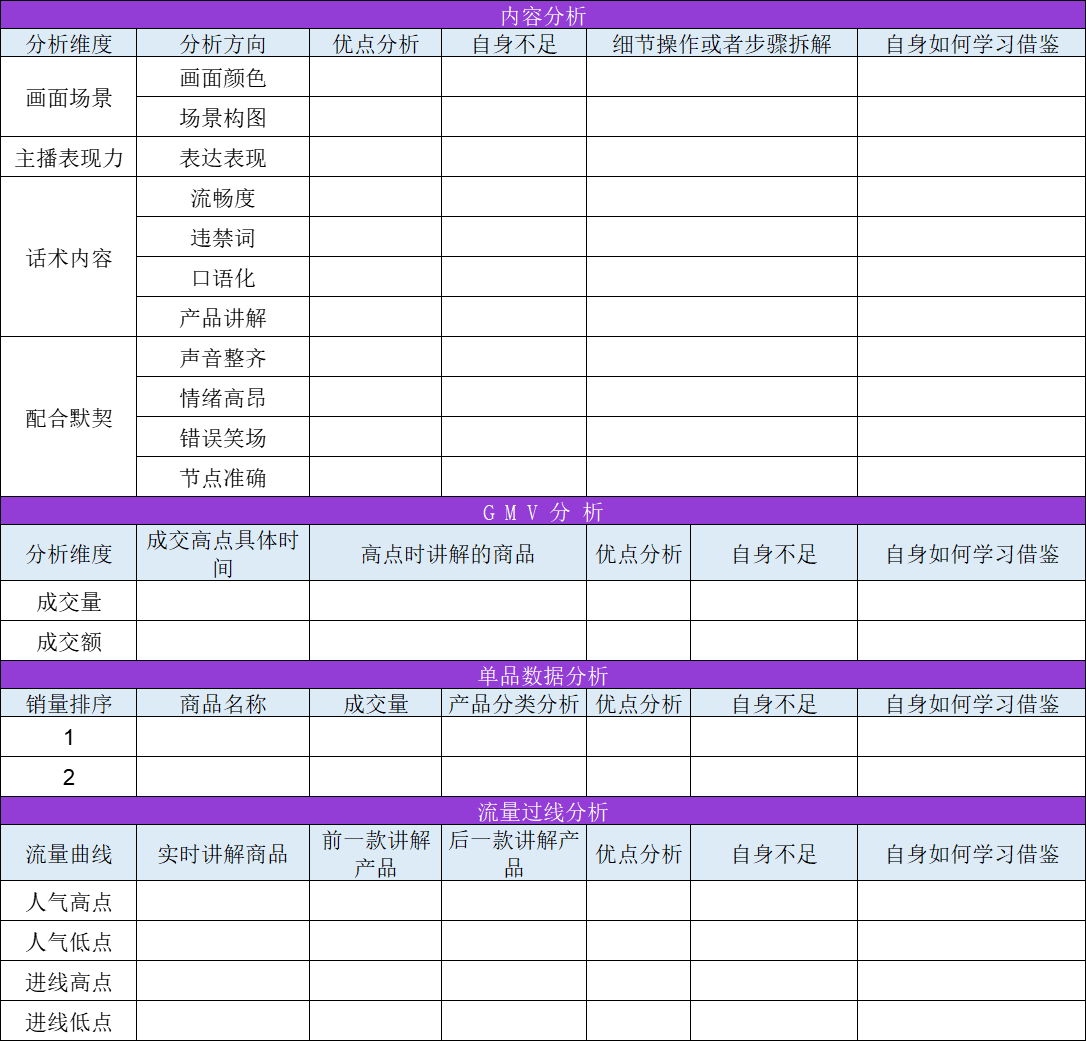 内容分析
分析维度 分析方向 优点分析 自身不足 细节操作或者步骤拆解 自身如何学习借鉴
画面场景 画面颜色
场景构图
主播表现力 表达表现
话术内容 流畅度
违禁词
口语化
产品讲解
配合默契 声音整齐
情绪高昂
错误笑场
节点准确
GMV分 析
分析维度 成交高点具体时
间 高点时讲解的商品 优点分析 自身不足 自身如何学习借鉴
成交量
成交额
单品数据分析
销量排序 商品名称 成交量 产品分类分析 优点分析 自身不足 自身如何学习借鉴
1
2
流量过线分析
流量曲线 实时讲解商品 前一款讲解
产品 后一款讲解产
品 优点分析 自身不足 自身如何学习借鉴
人气高点
人气低点
进线高点
进线低点